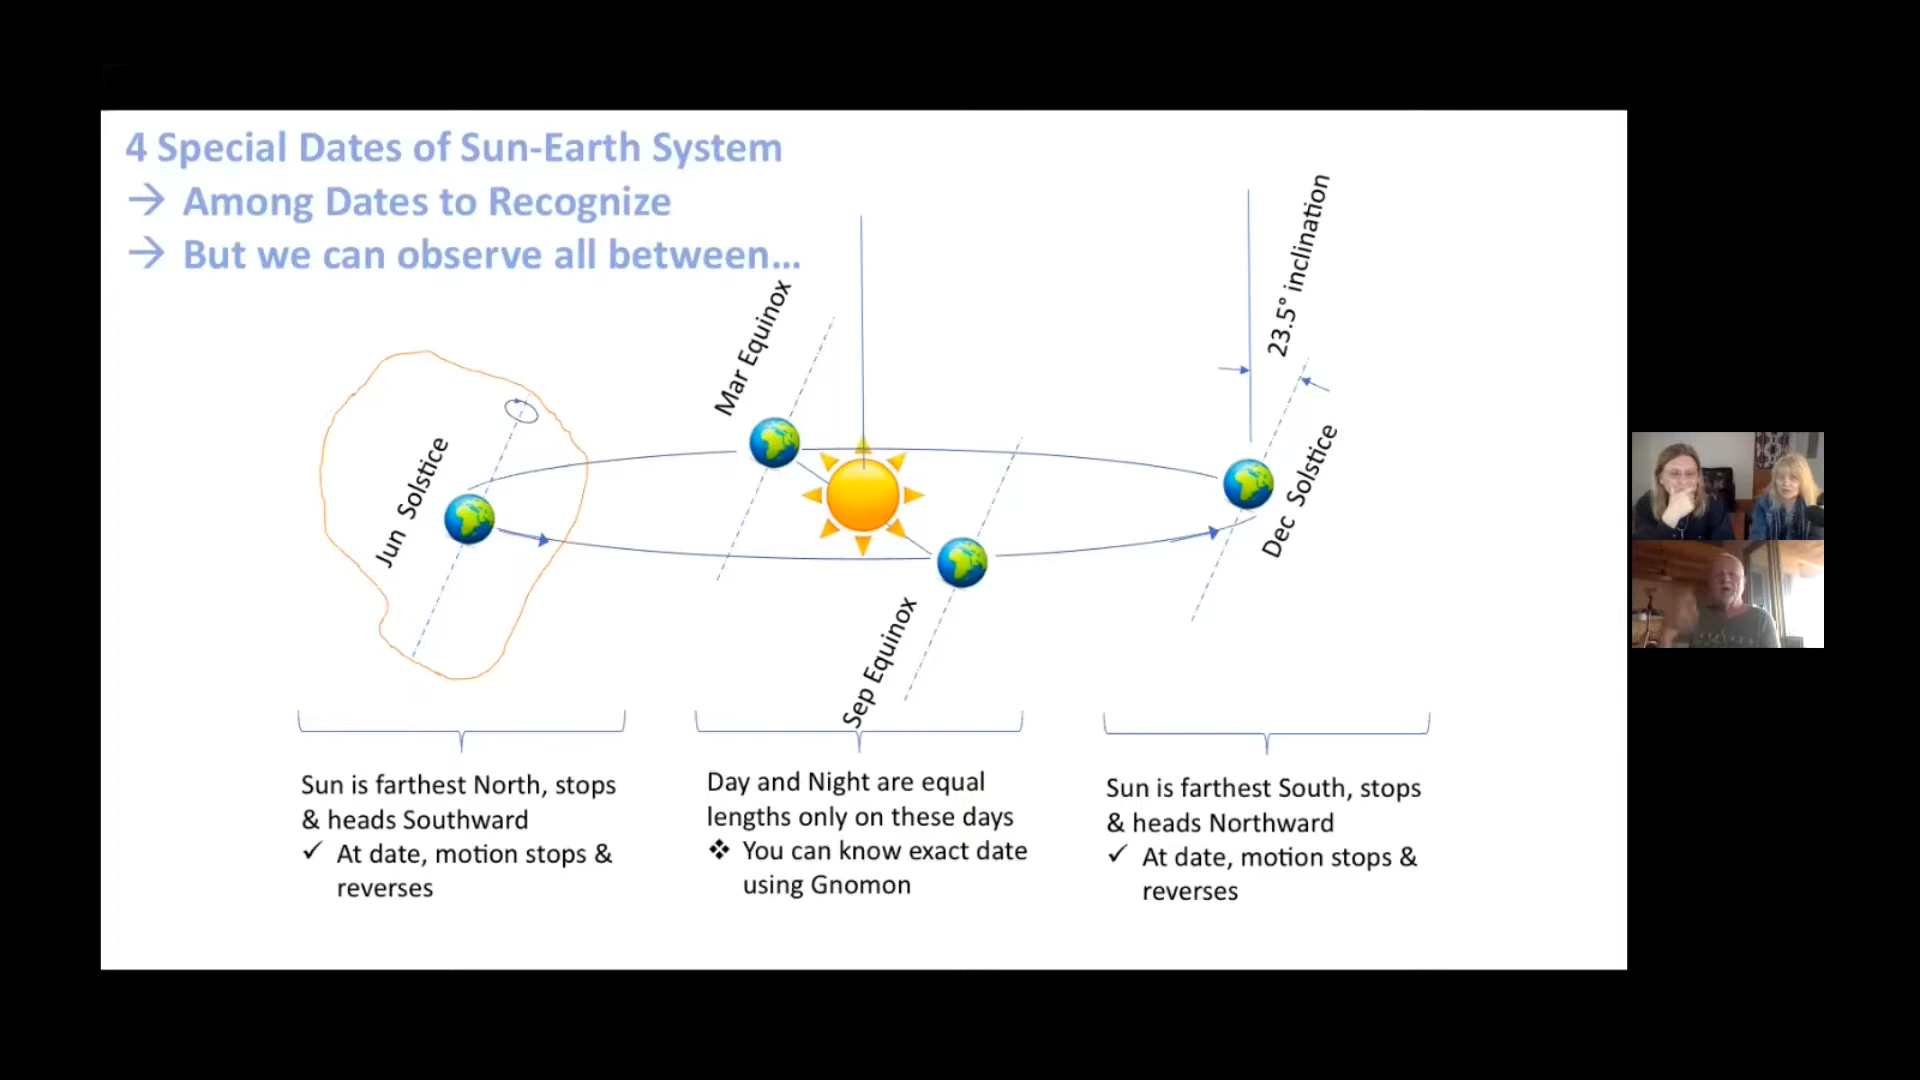 4 Special Dates of Sun-Earth System
→ Among Dates to Recognize
→ But we can observe all between...
Jun Solstice
Mar Equinox
Sep Equinox
Dec Solstice
23.5° inclination
Sun is farthest North, stops
& heads Southward
✓ At date, motion stops &
reverses
Day and Night are equal
lengths only on these days
❖ You can know exact date
using Gnomon
Sun is farthest South, stops
& heads Northward
✓ At date, motion stops &
reverses